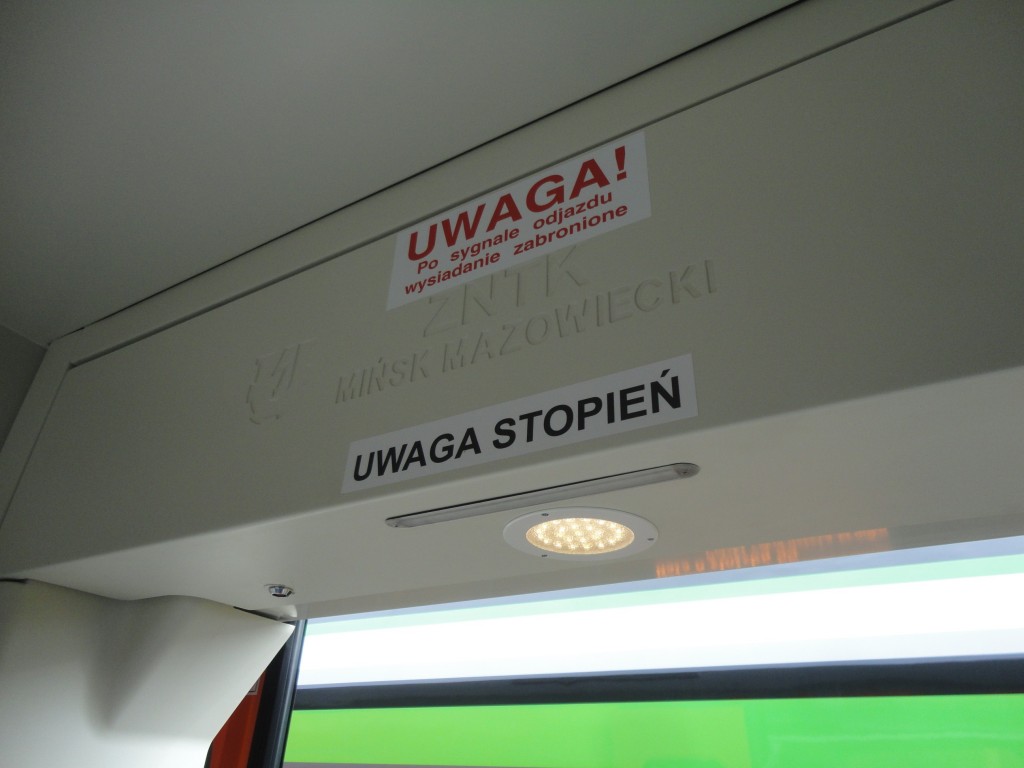 UWAGA!
Po sygnale odjazdu
wysiadanie zabronione
ZNTK
MIŃSK MAZOWIECKI
UWAGA STOPIEŃ